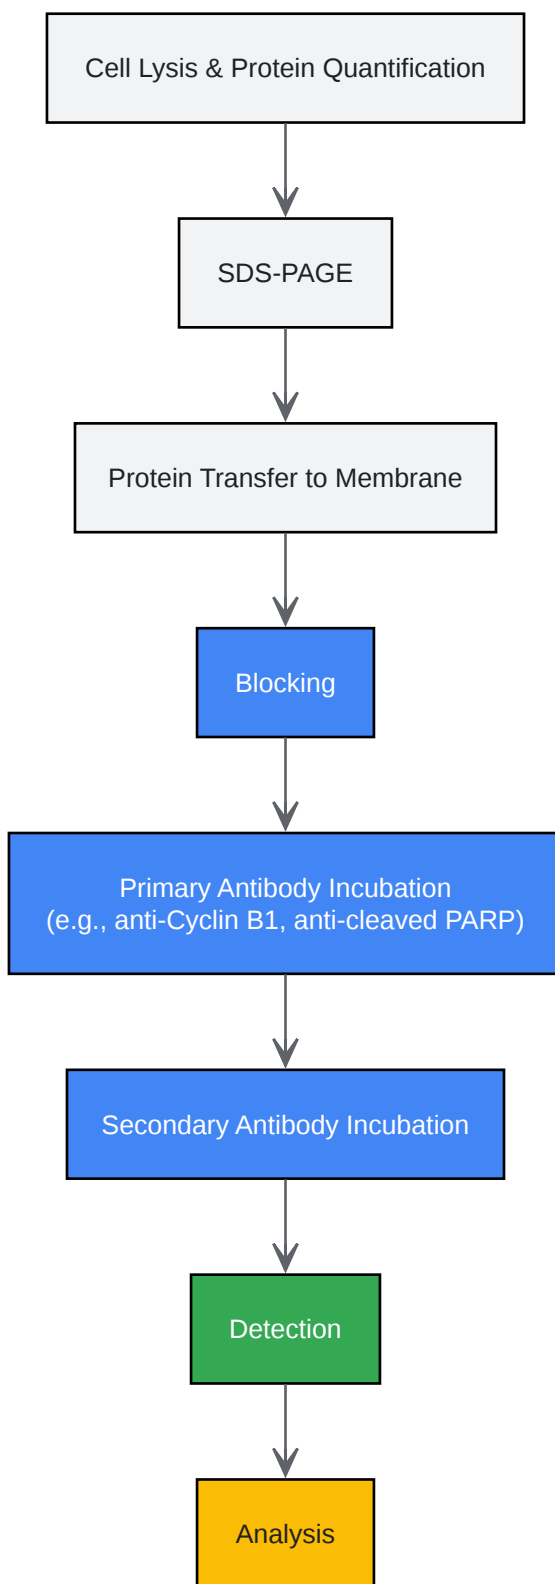 Cell Lysis & Protein Quantification
SDS-PAGE
Protein Transfer to Membrane
Blocking
Primary Antibody Incubation
(e.g., anti-Cyclin B1, anti-cleaved PARP)
Secondary Antibody Incubation
Detection
Analysis